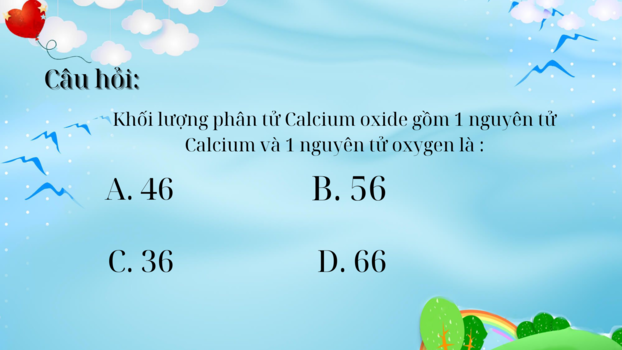 Câu hỏi:
Khối lượng phân tử Calcium oxide gồm 1 nguyên tử
Calcium và 1 nguyên tử oxygen là :
A. 46 B. 56
C. 36 D. 66